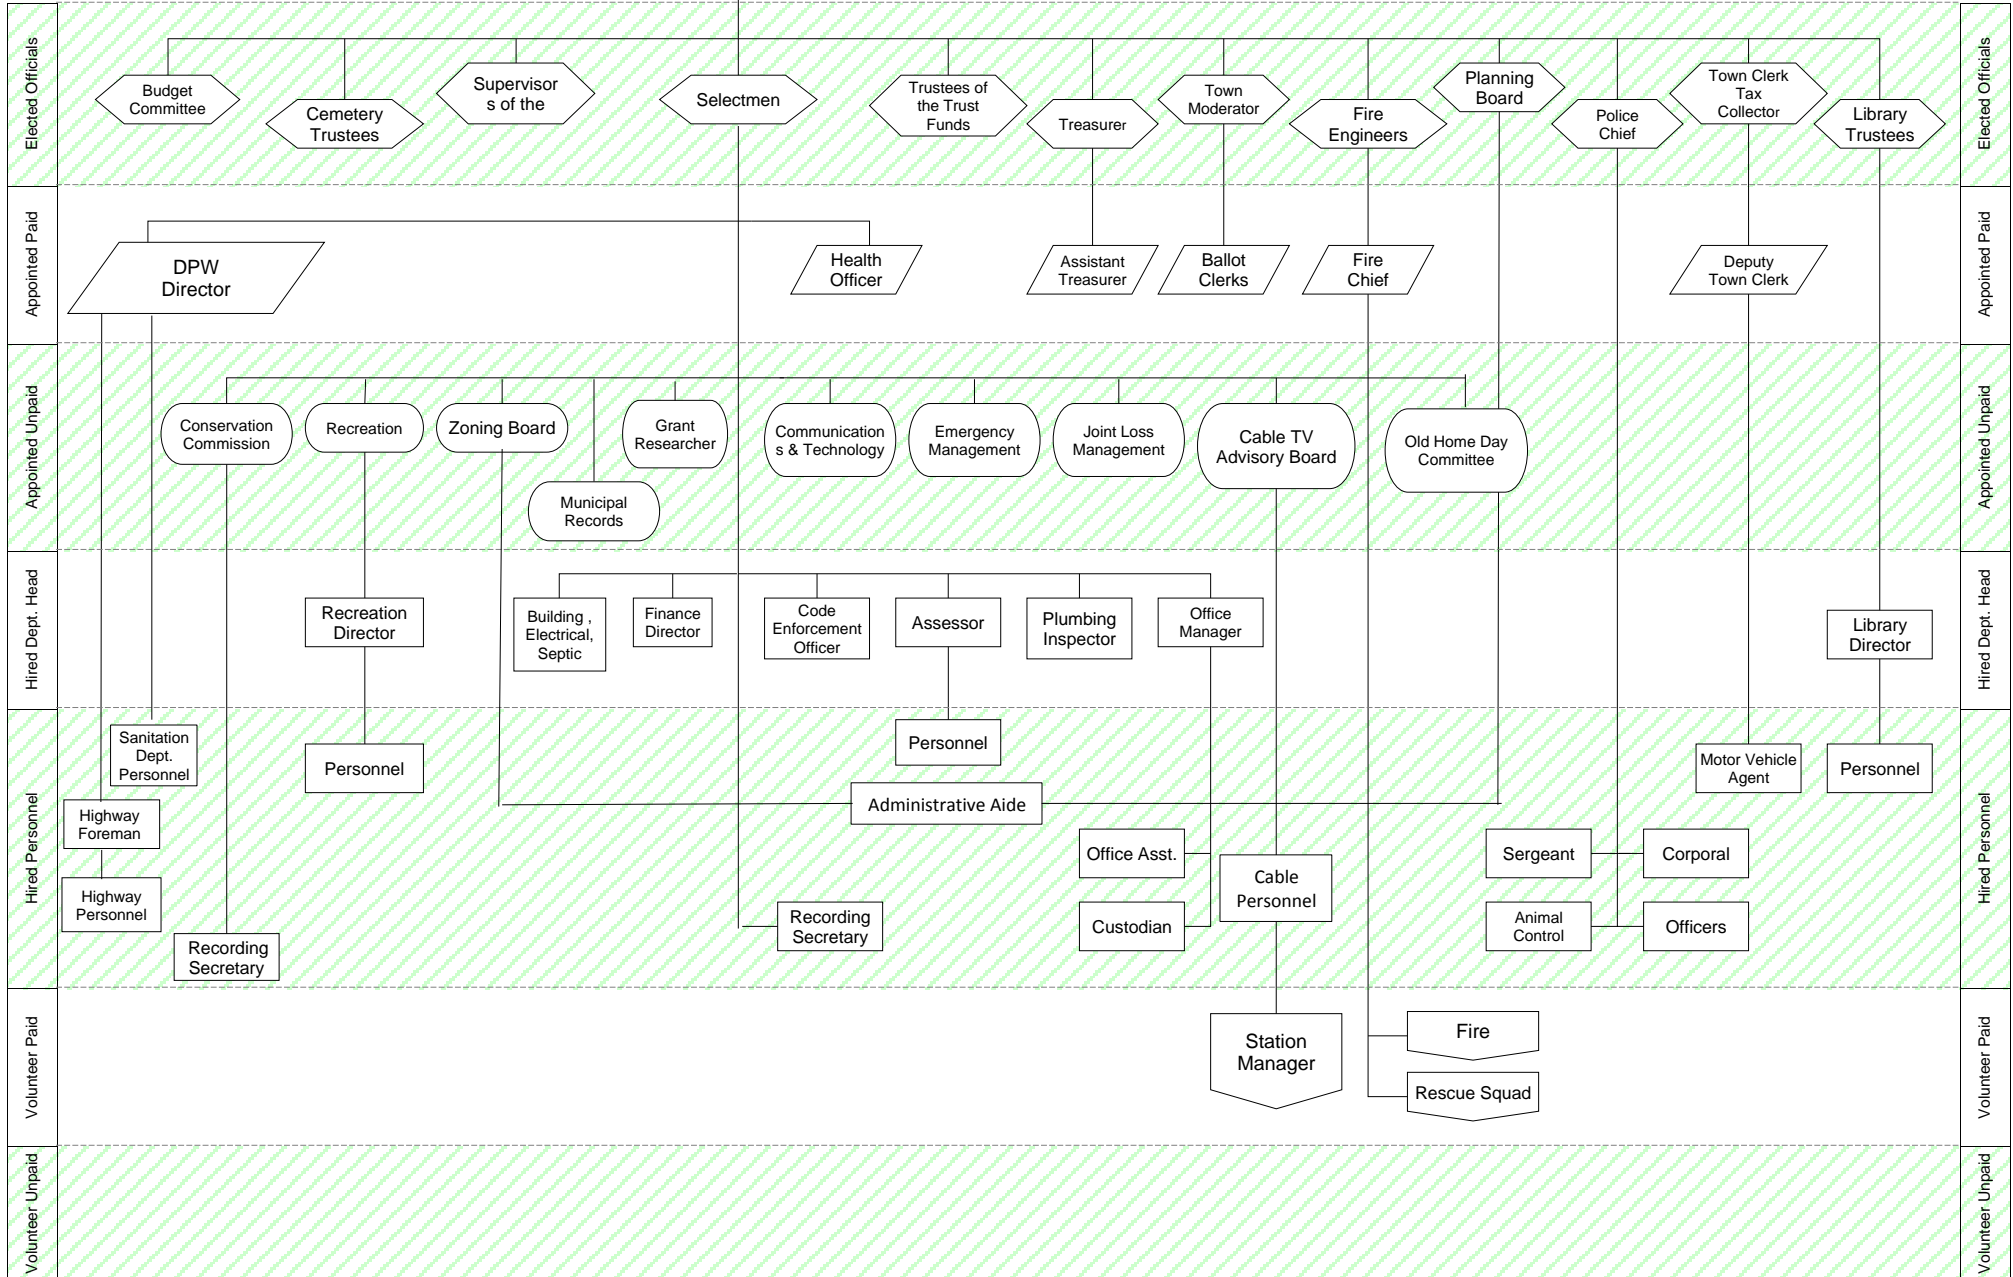 Elected Officials
Budget
Committee
Cemetery
Trustees
Supervisor
s of the
Selectmen
Trustees of
the Trust
Funds
Treasurer
Town
Moderator
Fire
Engineers
Planning
Board
Police
Chief
Town Clerk
Tax
Collector
Library
Trustees
Elected Officials
Appointed Paid
DPW
Director
Health
Officer
Assistant
Treasurer
Ballot
Clerks
Fire
Chief
Deputy
Town Clerk
Appointed Paid
Appointed Unpaid
Conservation
Commission
Recreation
Zoning Board
Municipal
Records
Grant
Researcher
Communication
s & Technology
Emergency
Management
Joint Loss
Management
Cable TV
Advisory Board
Old Home Day
Committee
Appointed Unpaid
Hired Dept. Head
Recreation
Director
Building ,
Electrical,
Septic
Finance
Director
Code
Enforcement
Officer
Assessor
Plumbing
Inspector
Office
Manager
Library
Director
Hired Dept. Head
Hired Personnel
Sanitation
Dept.
Personnel
Highway
Foreman
Highway
Personnel
Recording
Secretary
Personnel
Personnel
Administrative Aide
Recording
Secretary
Office Asst.
Custodian
Cable
Personnel
Sergeant
Corporal
Animal
Control
Officers
Motor Vehicle
Agent
Personnel
Hired Personnel
Volunteer Paid
Station
Manager
Fire
Rescue Squad
Volunteer Paid
Volunteer Unpaid
Volunteer Unpaid